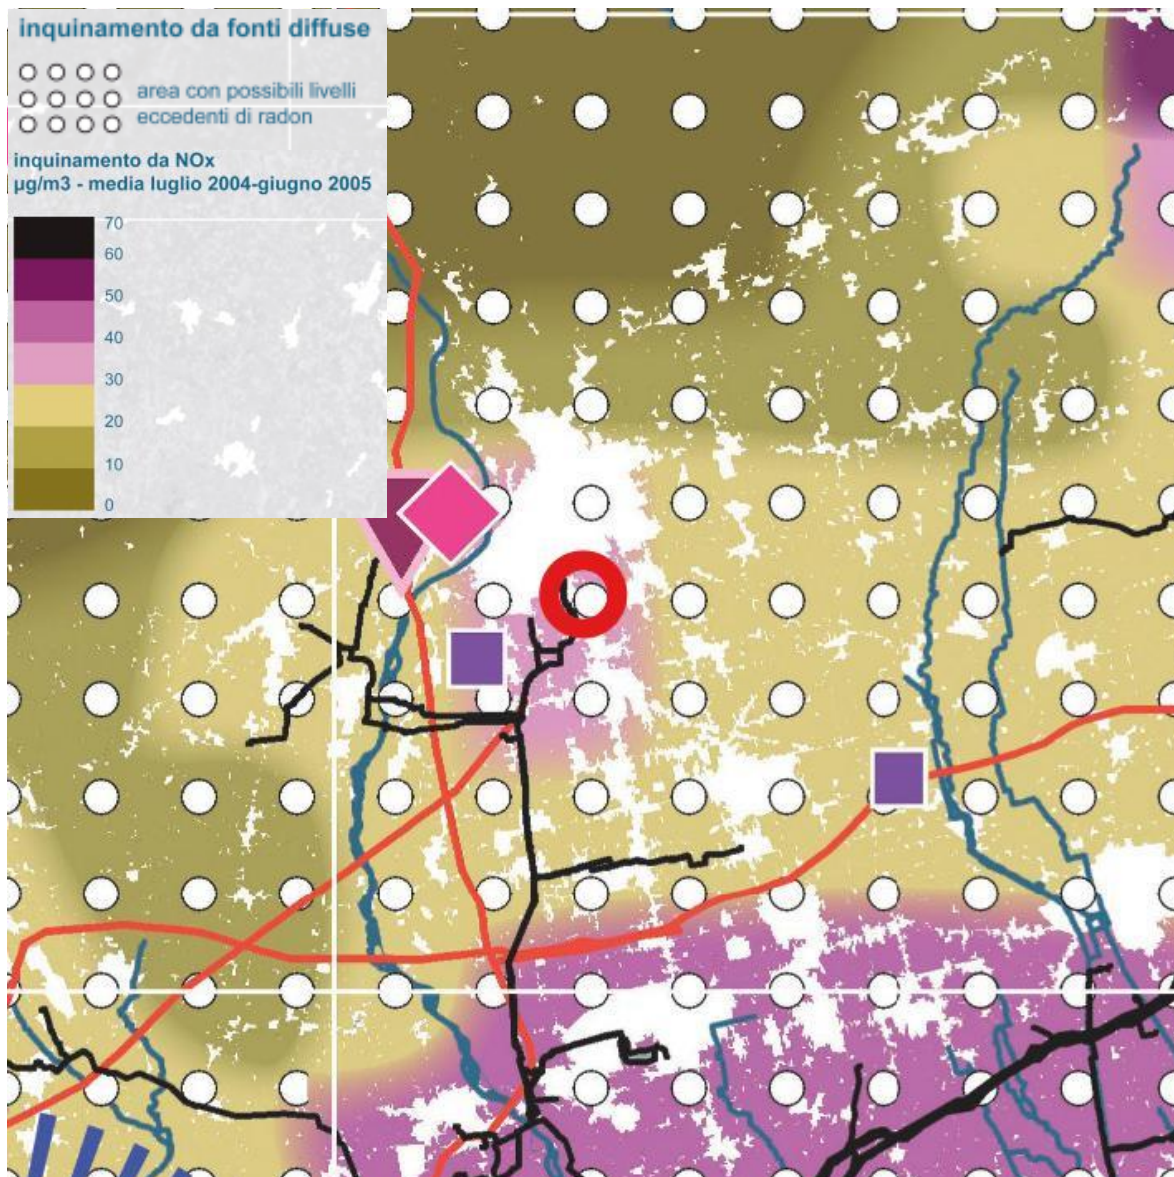 inquinamento da fonti diffuse
area con possibili livelli
eccedenti di radon
inquinamento da NOx
µg/m3 - media luglio 2004-giugno 2005
70
60
50
40
30
20
10
0